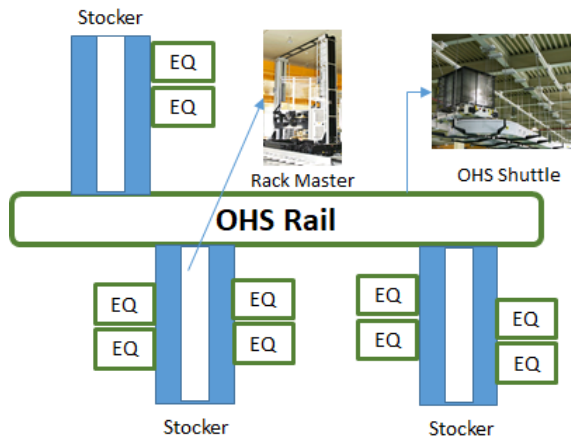 Stocker
EQ
EQ
Rack Master
OHS Shuttle
OHS Rail
EQ
EQ
EQ
EQ
EQ
EQ
EQ
EQ
Stocker
Stocker